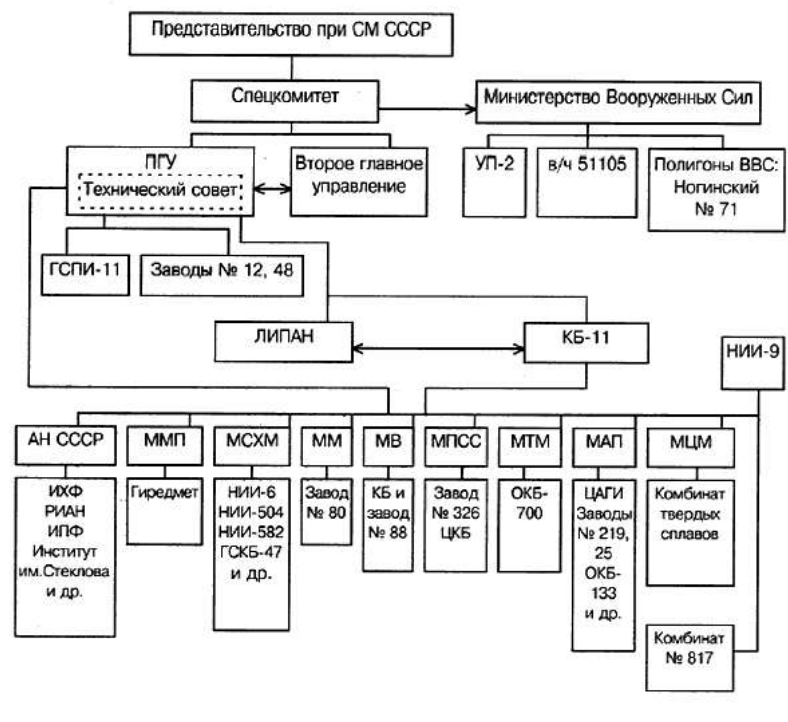 Представительство при СМ СССР
Спецкомитет
Министерство Вооруженных Сил
ПГУ
Технический совет
Второе главное
управление
УП-2
в/ч 51105
Полигоны ВВС:
Ногинский
№ 71
ГСПИ-11
Заводы № 12, 48
ЛИПАН
КБ-11
НИИ-9
АН СССР
ММП
МСХМ
ММ
МВ
МПСС
МТМ
МАП
МЦМ
ИХФ
РИАН
ИПФ
Институт
им.Стеклова
и др.
Гиредмет
НИИ-6
НИИ-504
НИИ-582
ГСКБ-47
и др.
Завод
№ 80
КБ и
завод
№ 88
Завод
№ 326
ЦКБ
ОКБ-
700
ЦАГИ
Заводы
№ 219,
25
ОКБ-
133
и др.
Комбинат
твердых
сплавов
Комбинат
№ 817